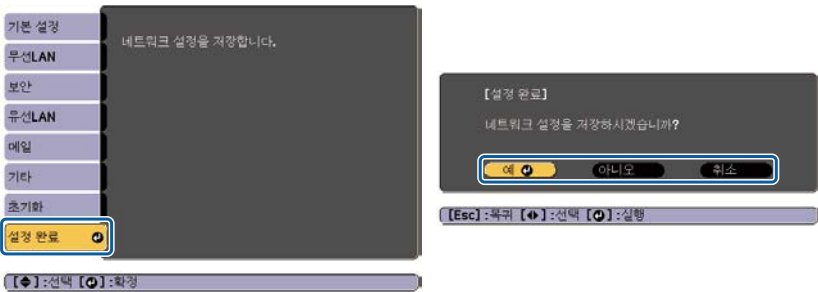 기본 설정
무선LAN
보안
유선LAN
메일
기타
초기화
설정 완료
네트워크 설정을 저장합니다.
[◆]:선택 [⏎]:확정
[설정 완료]
네트워크 설정을 저장하시겠습니까?
예 아니오 취소
[Esc]:복귀 [◆]:선택 [⏎]:실행